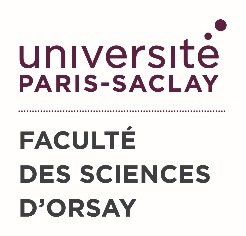 université
PARIS-SACLAY
FACULTÉ
DES SCIENCES
D'ORSAY